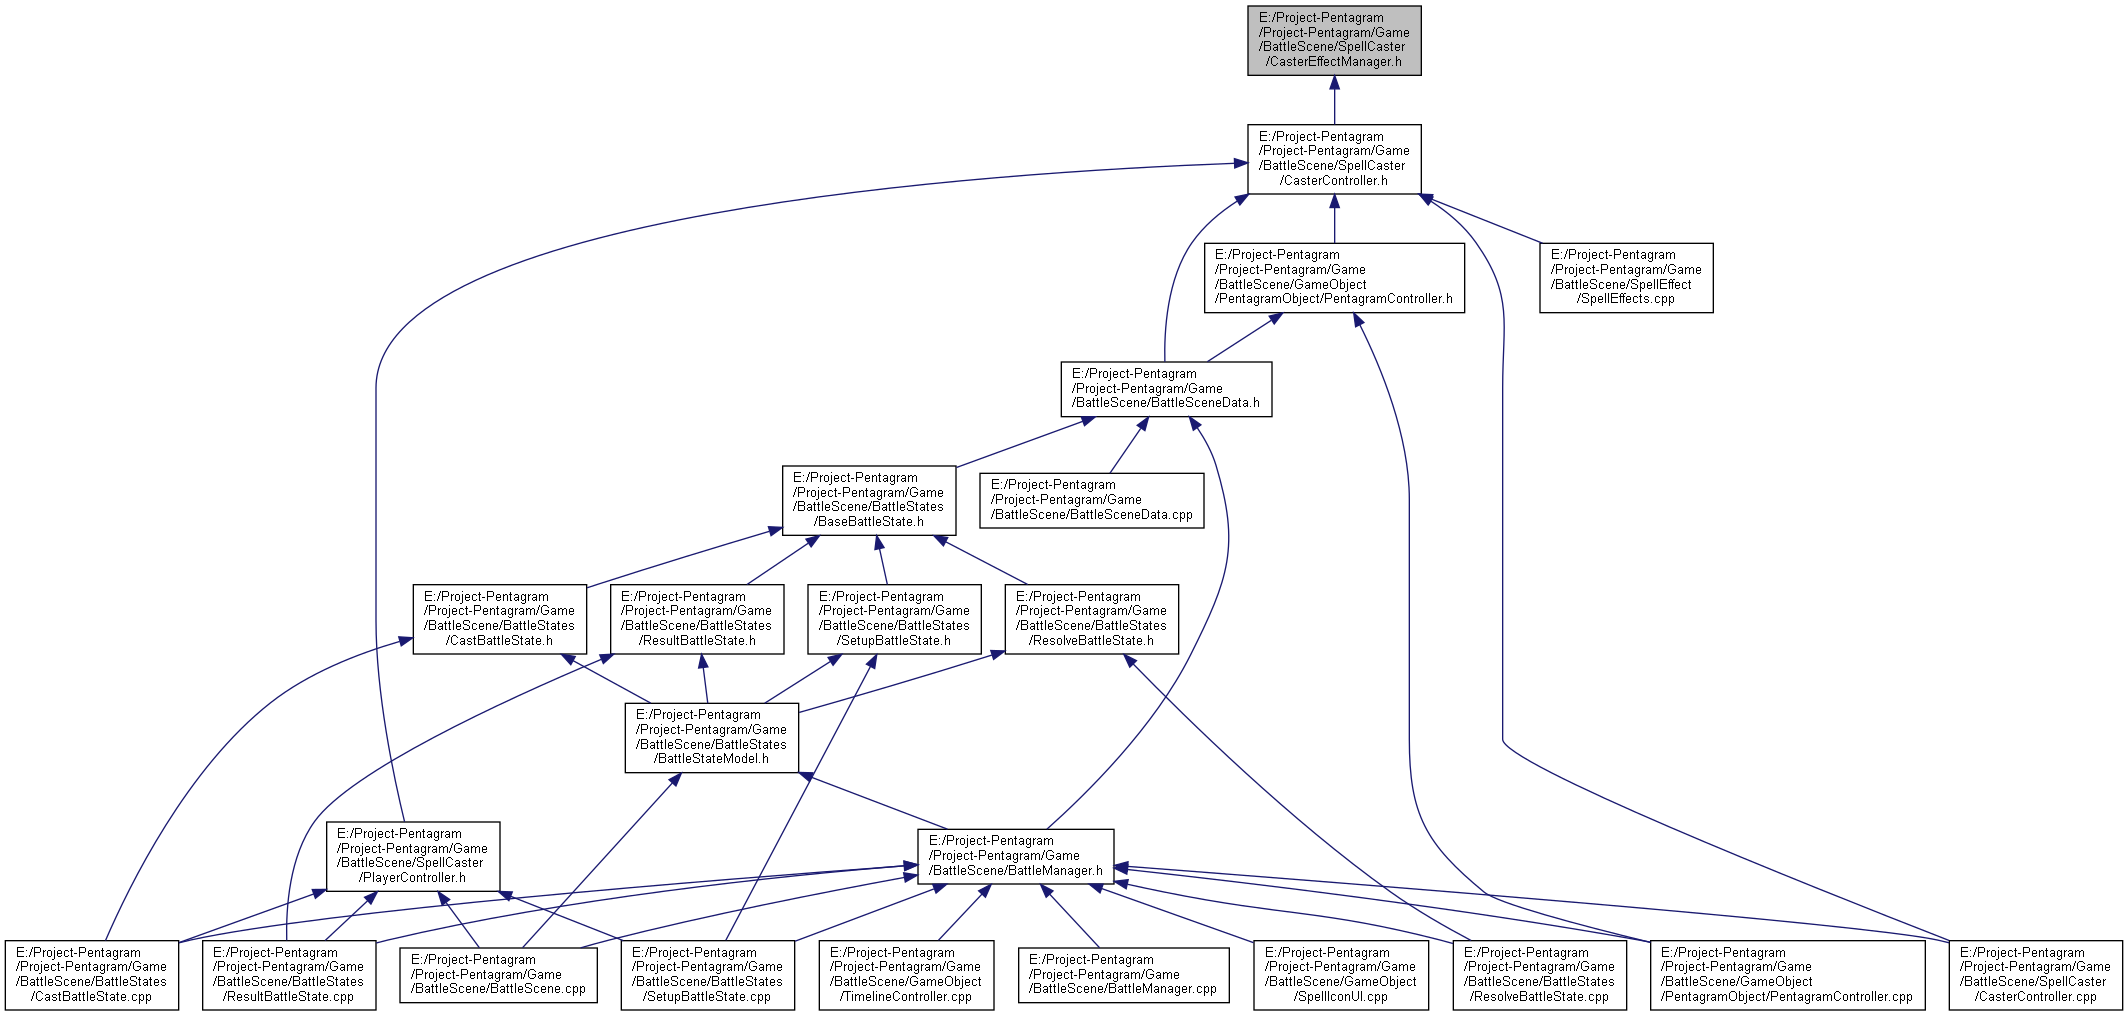 E:/Project-Pentagram
/Project-Pentagram/Game
/BattleScene/SpellCaster
/CasterEffectManager.h
E:/Project-Pentagram
/Project-Pentagram/Game
/BattleScene/SpellCaster
/CasterController.h
E:/Project-Pentagram
/Project-Pentagram/Game
/BattleScene/GameObject
/PentagramObject/PentagramController.h
E:/Project-Pentagram
/Project-Pentagram/Game
/BattleScene/SpellEffect
/SpellEffects.cpp
E:/Project-Pentagram
/Project-Pentagram/Game
/BattleScene/BattleSceneData.h
E:/Project-Pentagram
/Project-Pentagram/Game
/BattleScene/BattleStates
/BaseBattleState.h
E:/Project-Pentagram
/Project-Pentagram/Game
/BattleScene/BattleSceneData.cpp
E:/Project-Pentagram
/Project-Pentagram/Game
/BattleScene/BattleStates
/CastBattleState.h
E:/Project-Pentagram
/Project-Pentagram/Game
/BattleScene/BattleStates
/ResultBattleState.h
E:/Project-Pentagram
/Project-Pentagram/Game
/BattleScene/BattleStates
/SetupBattleState.h
E:/Project-Pentagram
/Project-Pentagram/Game
/BattleScene/BattleStates
/ResolveBattleState.h
E:/Project-Pentagram
/Project-Pentagram/Game
/BattleScene/BattleStates
/BattleStateModel.h
E:/Project-Pentagram
/Project-Pentagram/Game
/BattleScene/SpellCaster
/PlayerController.h
E:/Project-Pentagram
/Project-Pentagram/Game
/BattleScene/BattleManager.h
E:/Project-Pentagram
/Project-Pentagram/Game
/BattleScene/BattleStates
/CastBattleState.cpp
E:/Project-Pentagram
/Project-Pentagram/Game
/BattleScene/BattleStates
/ResultBattleState.cpp
E:/Project-Pentagram
/Project-Pentagram/Game
/BattleScene/BattleScene.cpp
E:/Project-Pentagram
/Project-Pentagram/Game
/BattleScene/BattleStates
/SetupBattleState.cpp
E:/Project-Pentagram
/Project-Pentagram/Game
/BattleScene/GameObject
/TimelineController.cpp
E:/Project-Pentagram
/Project-Pentagram/Game
/BattleScene/BattleManager.cpp
E:/Project-Pentagram
/Project-Pentagram/Game
/BattleScene/GameObject
/SpellIconUI.cpp
E:/Project-Pentagram
/Project-Pentagram/Game
/BattleScene/BattleStates
/ResolveBattleState.cpp
E:/Project-Pentagram
/Project-Pentagram/Game
/BattleScene/GameObject
/PentagramObject/PentagramController.cpp
E:/Project-Pentagram
/Project-Pentagram/Game
/BattleScene/SpellCaster
/CasterController.cpp